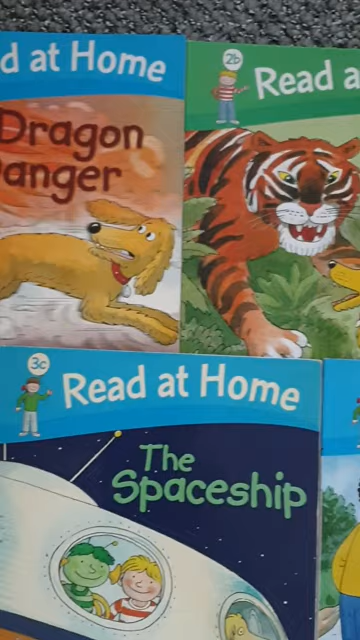 d at Home
Dragon
anger
2b
Read a
3c
Read at Home
The
Spaceship